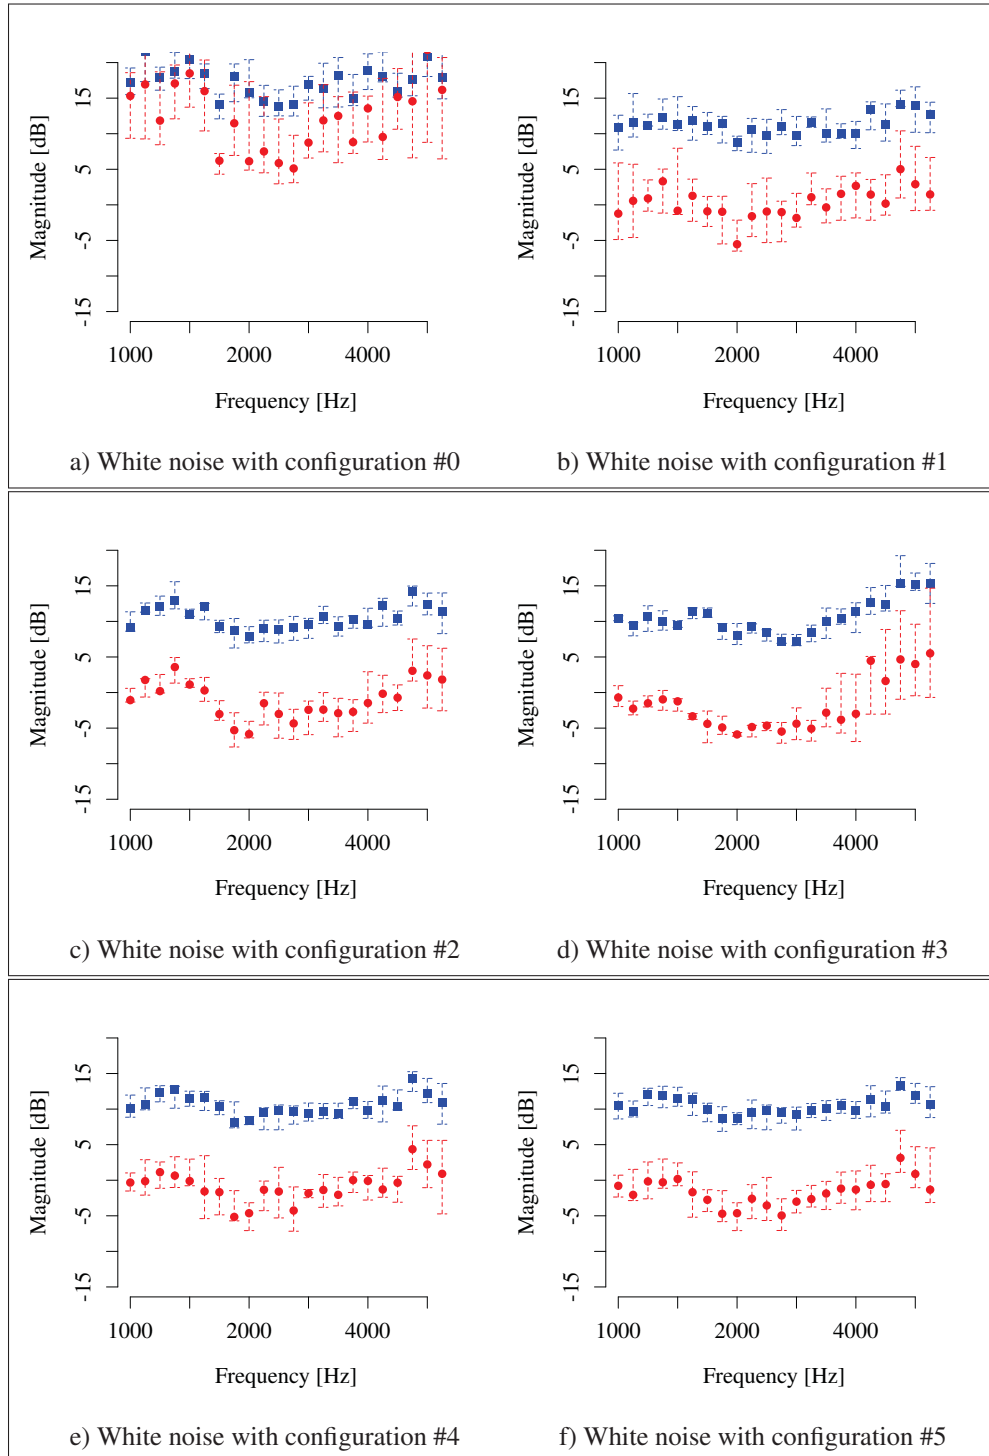 15
5
-5
-15
Magnitude [dB]
1000 2000 4000
Frequency [Hz]
a) White noise with configuration #0
15
5
-5
-15
Magnitude [dB]
1000 2000 4000
Frequency [Hz]
b) White noise with configuration #1
15
5
-5
-15
Magnitude [dB]
1000 2000 4000
Frequency [Hz]
c) White noise with configuration #2
15
5
-5
-15
Magnitude [dB]
1000 2000 4000
Frequency [Hz]
d) White noise with configuration #3
15
5
-5
-15
Magnitude [dB]
1000 2000 4000
Frequency [Hz]
e) White noise with configuration #4
15
5
-5
-15
Magnitude [dB]
1000 2000 4000
Frequency [Hz]
f) White noise with configuration #5